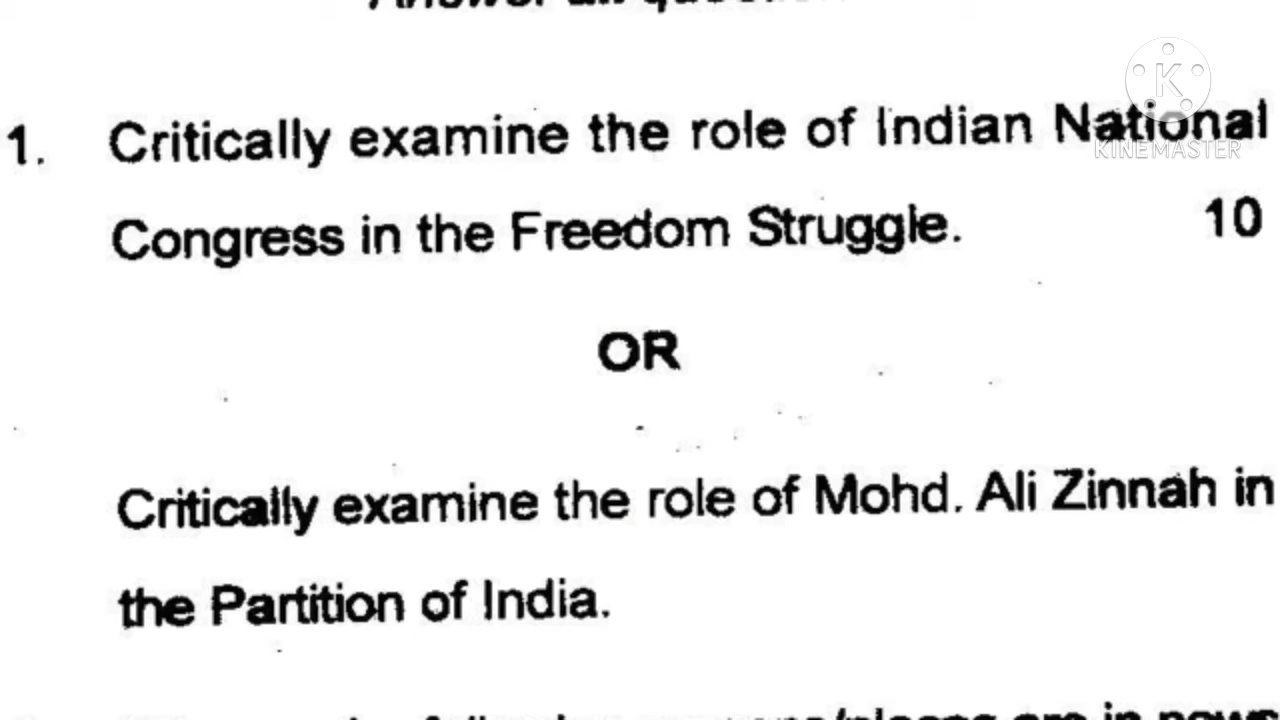 1. Critically examine the role of Indian National
KINEMASTER
Congress in the Freedom Struggle. 10
OR
Critically examine the role of Mohd. Ali Zinnah in
the Partition of India.